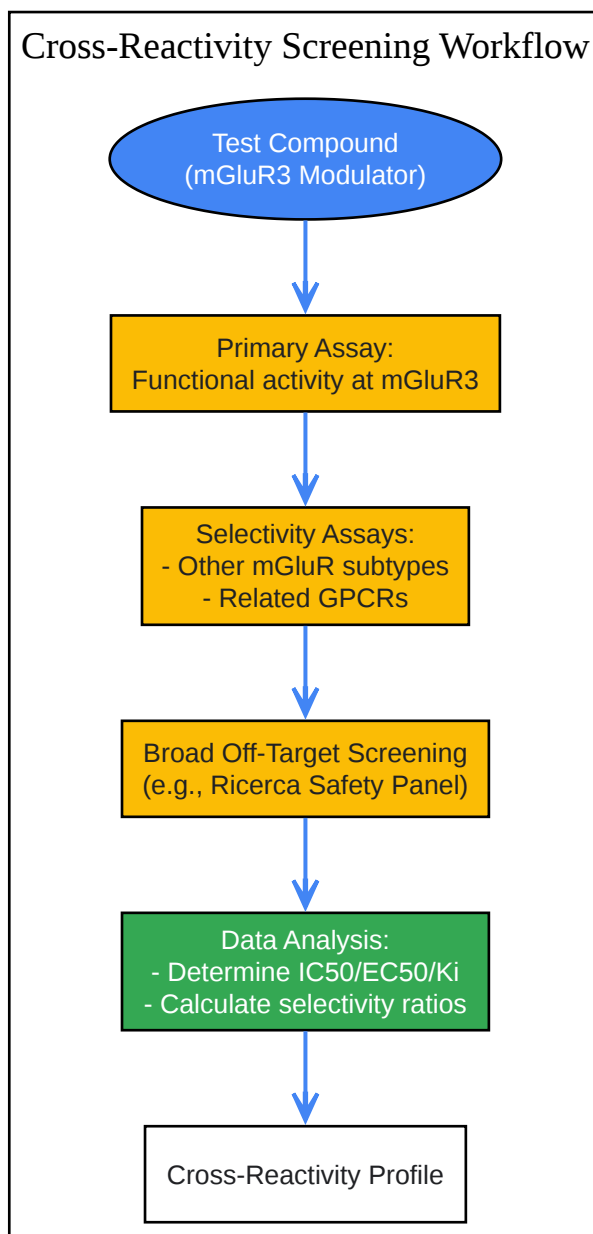 Cross-Reactivity Screening Workflow
Test Compound
(mGluR3 Modulator)
Primary Assay:
Functional activity at mGluR3
Selectivity Assays:
- Other mGluR subtypes
- Related GPCRs
Broad Off-Target Screening
(e.g., Ricerca Safety Panel)
Data Analysis:
- Determine IC50/EC50/Ki
- Calculate selectivity ratios
Cross-Reactivity Profile